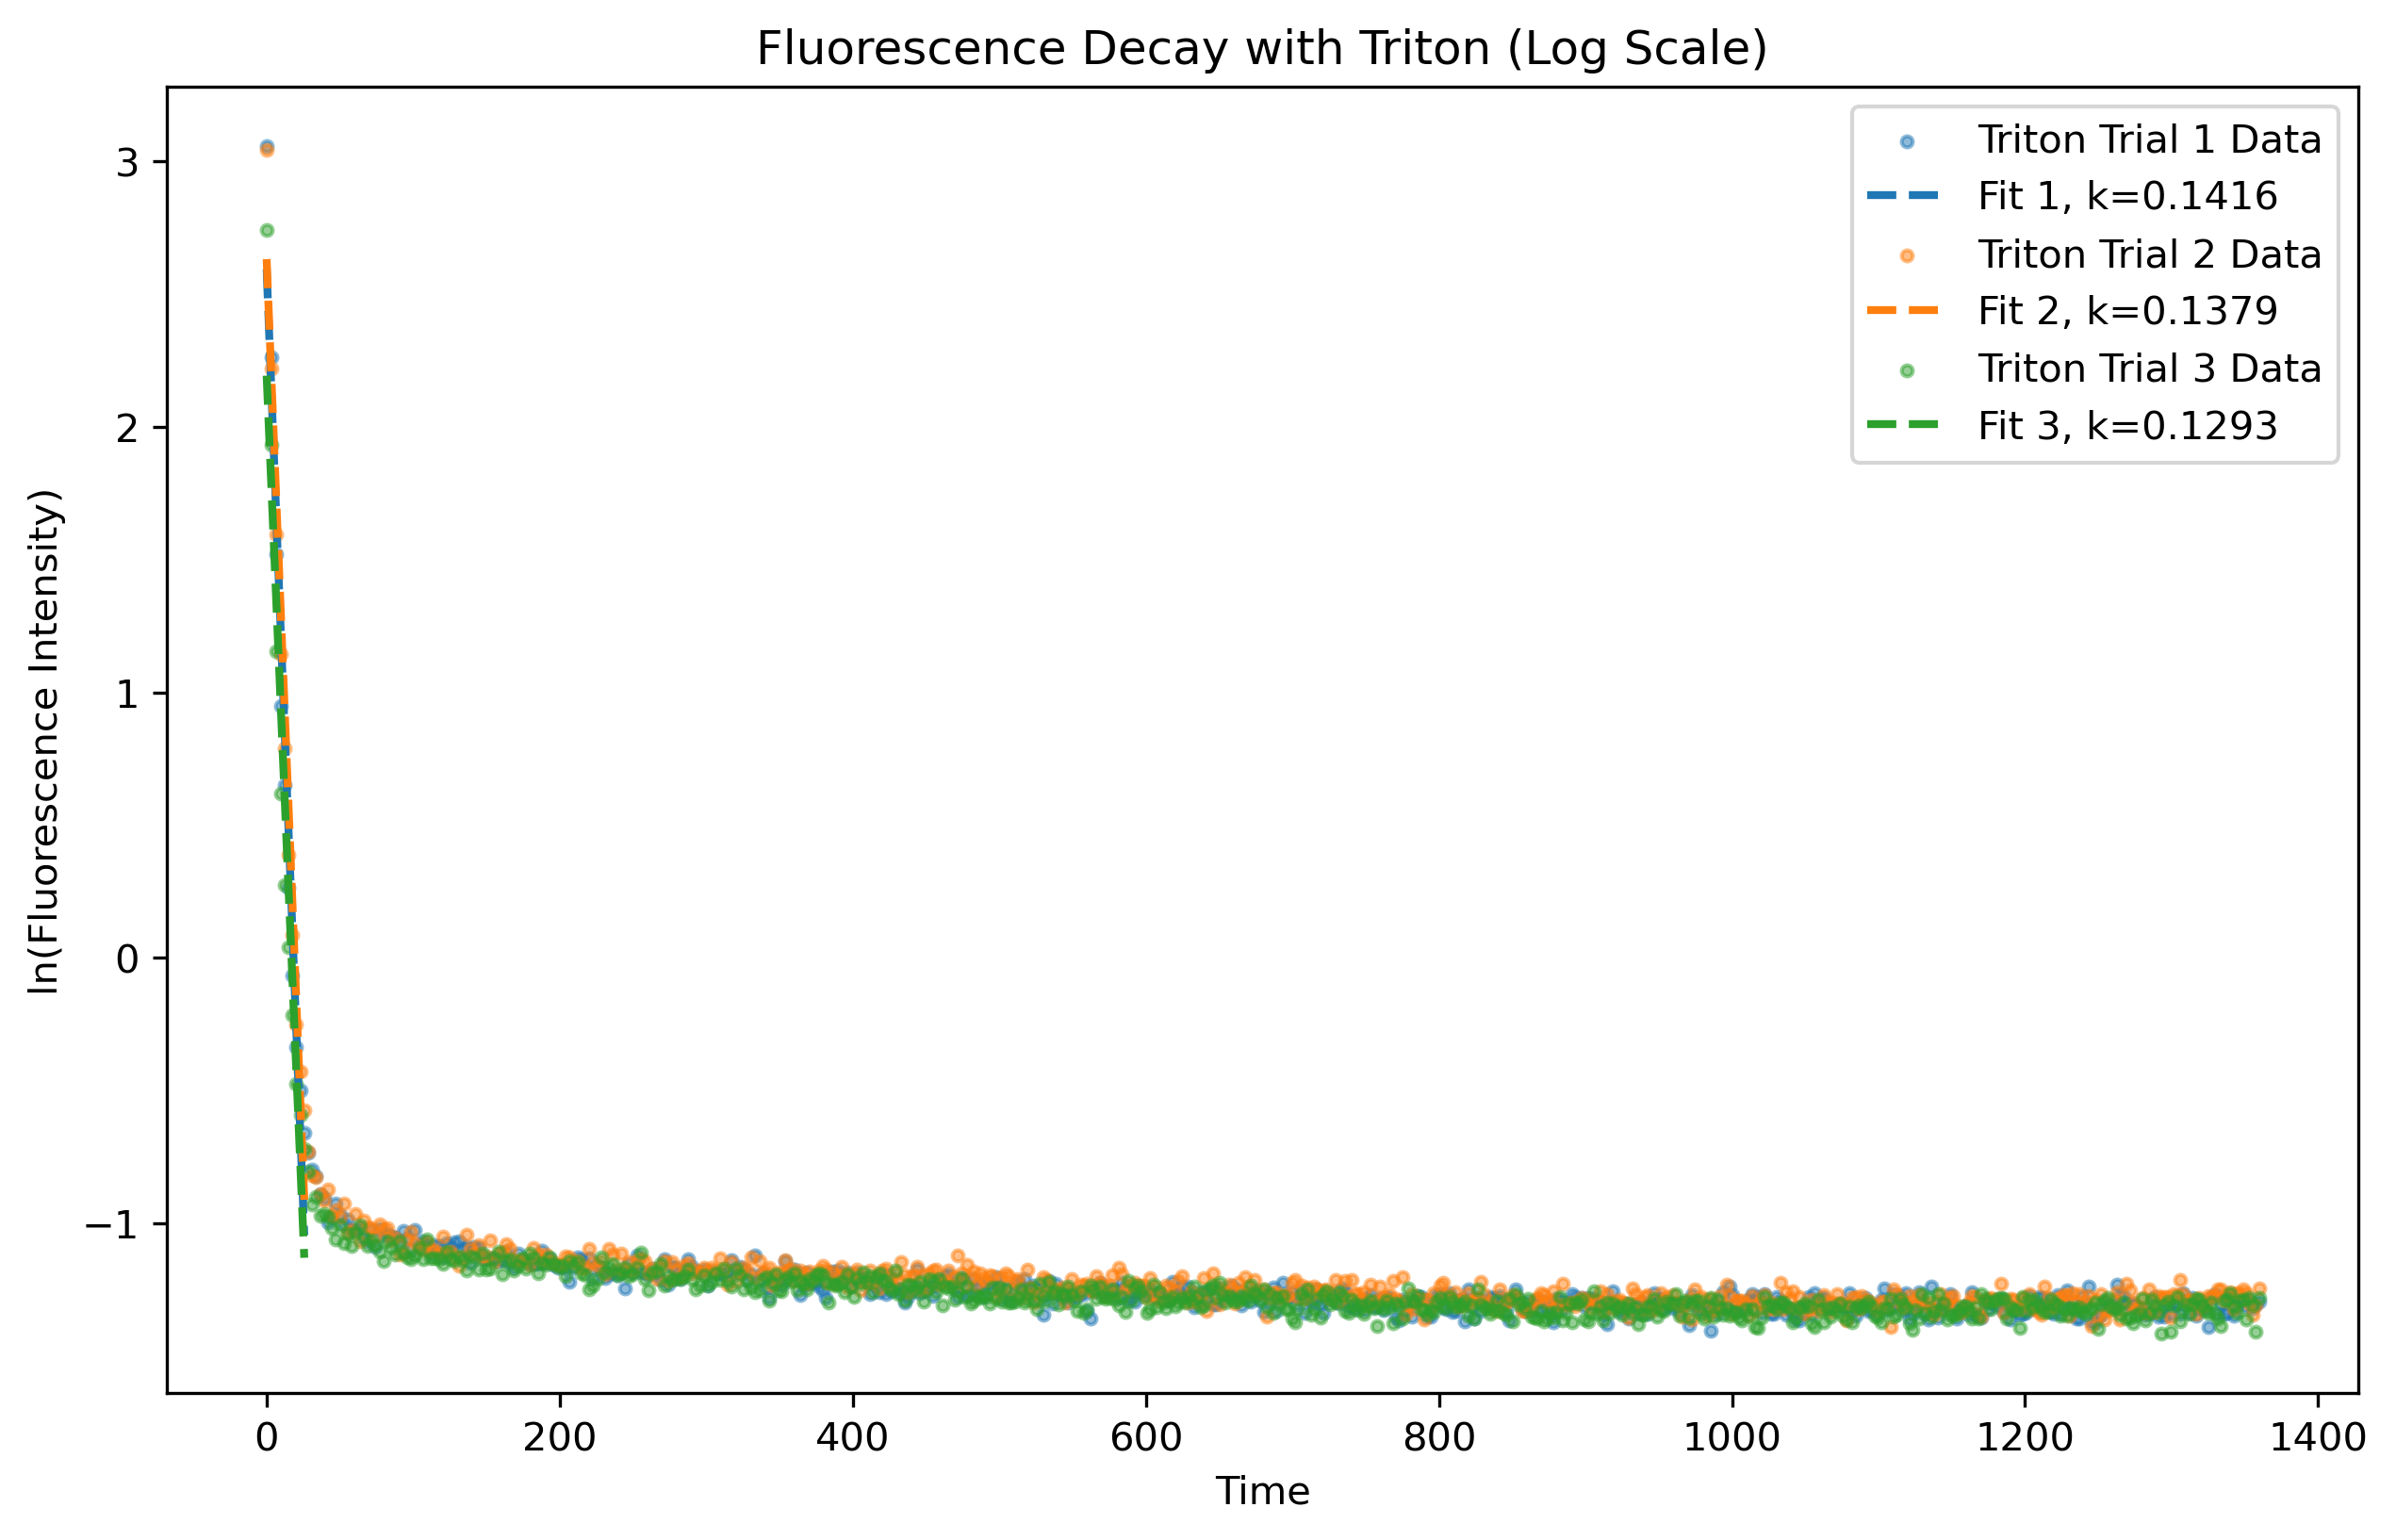 Fluorescence Decay with Triton (Log Scale)
Triton Trial 1 Data
Fit 1, k=0.1416
Triton Trial 2 Data
Fit 2, k=0.1379
Triton Trial 3 Data
Fit 3, k=0.1293
ln(Fluorescence Intensity)
3
2
1
0
−1
0 200 400 600 800 1000 1200 1400
Time